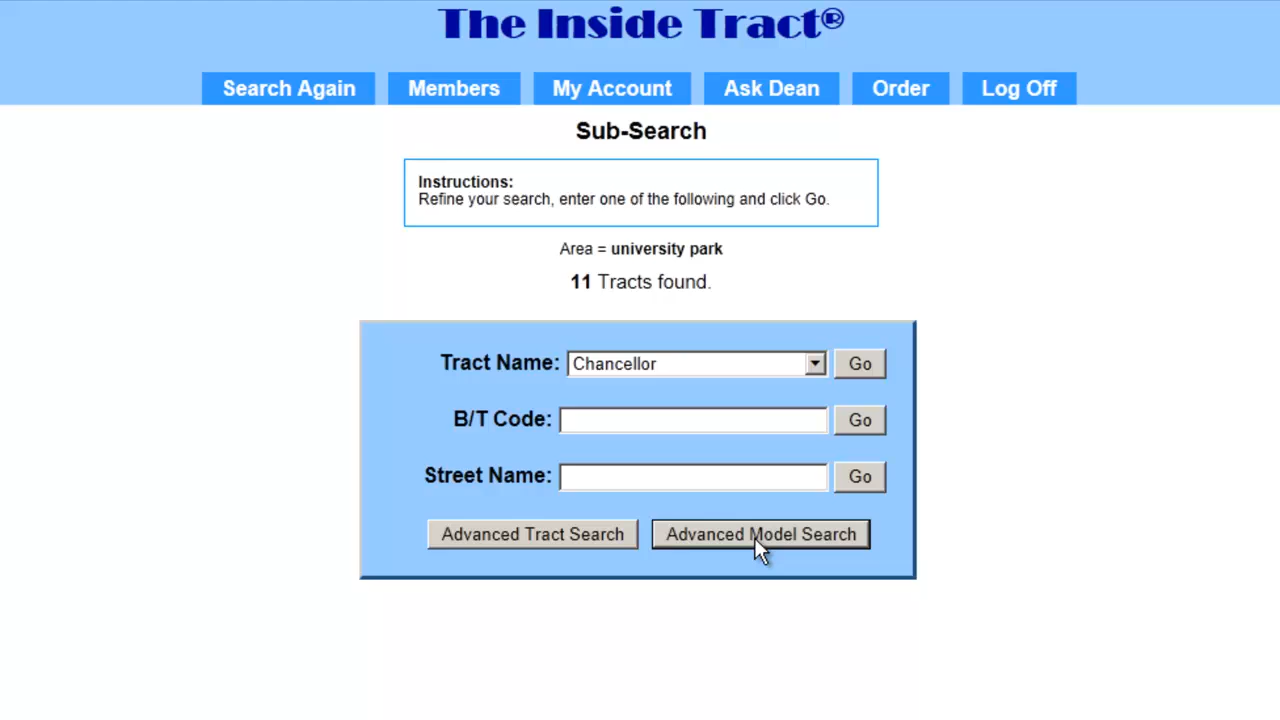 The Inside Tract®
Search Again Members My Account Ask Dean Order Log Off
Sub-Search
Instructions:
Refine your search, enter one of the following and click Go.
Area = university park
11 Tracts found.
Tract Name: Chancellor Go
B/T Code: Go
Street Name: Go
Advanced Tract Search Advanced Model Search